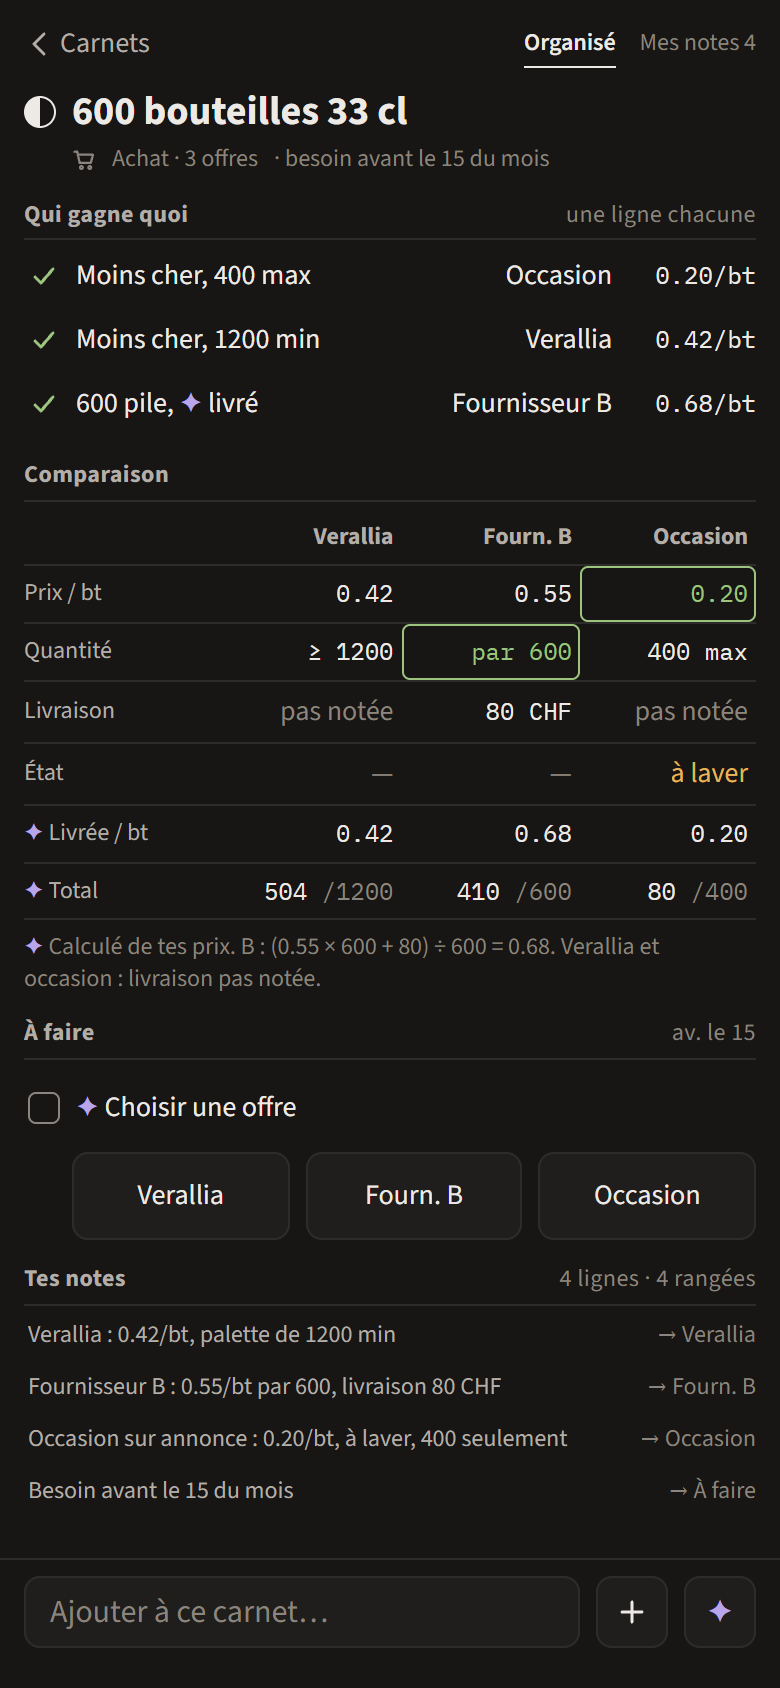 Carnets Organisé Mes notes 4
600 bouteilles 33 cl
Achat · 3 offres · besoin avant le 15 du mois
Qui gagne quoi une ligne chacune
Moins cher, 400 max Occasion 0.20/bt
Moins cher, 1200 min Verallia 0.42/bt
600 pile, ✦ livré Fournisseur B 0.68/bt
Comparaison
Verallia Fourn. B Occasion
Prix / bt 0.42 0.55 0.20
Quantité ≥ 1200 par 600 400 max
Livraison pas notée 80 CHF pas notée
État — — à laver
✦ Livrée / bt 0.42 0.68 0.20
✦ Total 504 /1200 410 /600 80 /400
✦ Calculé de tes prix. B : (0.55 × 600 + 80) ÷ 600 = 0.68. Verallia et
occasion : livraison pas notée.
À faire av. le 15
✦ Choisir une offre
Verallia Fourn. B Occasion
Tes notes 4 lignes · 4 rangées
Verallia : 0.42/bt, palette de 1200 min → Verallia
Fournisseur B : 0.55/bt par 600, livraison 80 CHF → Fourn. B
Occasion sur annonce : 0.20/bt, à laver, 400 seulement → Occasion
Besoin avant le 15 du mois → À faire
Ajouter à ce carnet… + ✦